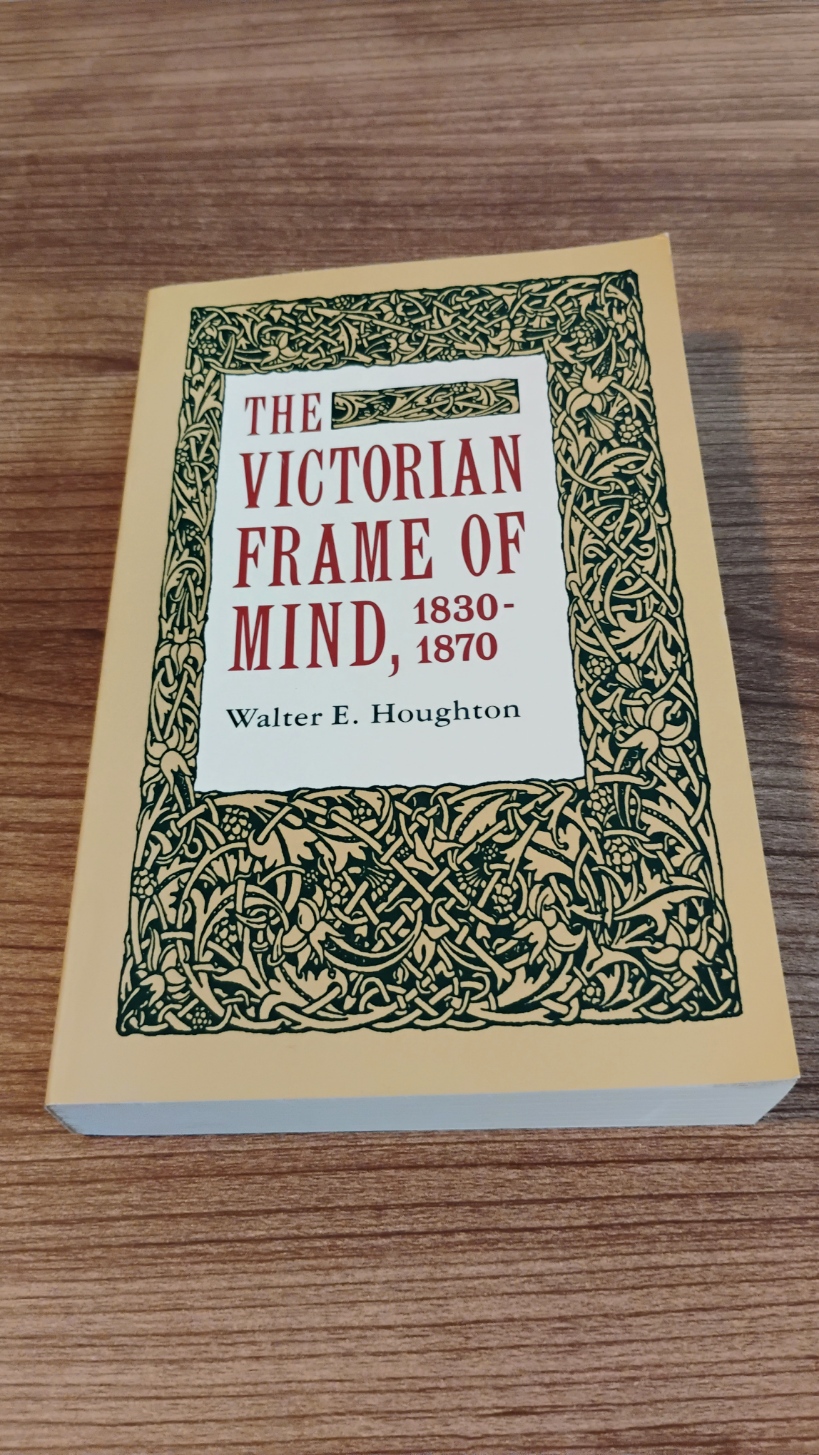 THE
VICTORIAN
FRAME OF
MIND, 1830-
1870
Walter E. Houghton